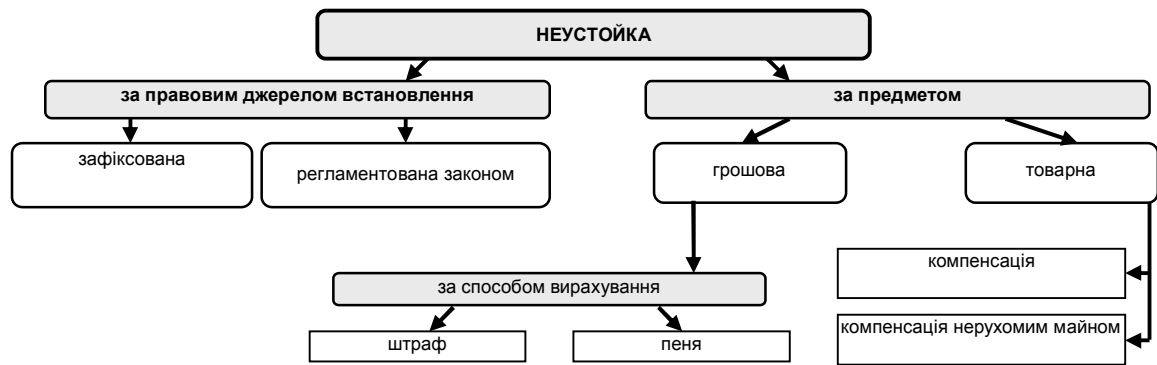 НЕУСТОЙКА
за правовим джерелом встановлення
за предметом
зафіксована
регламентована законом
грошова
товарна
компенсація
за способом вирахування
компенсація нерухомим майном
штраф
пеня